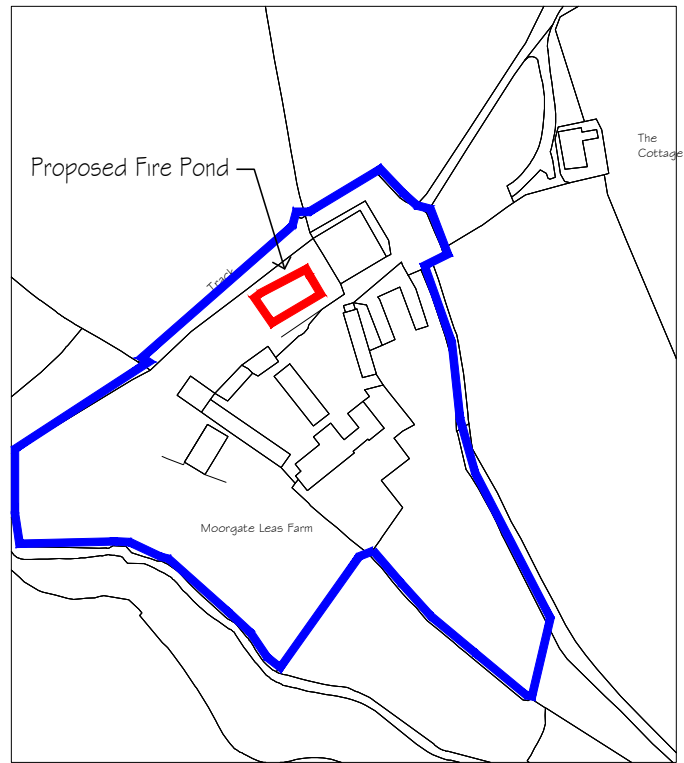 The
Cottage
Proposed Fire Pond
Track
Moorgate Leas Farm